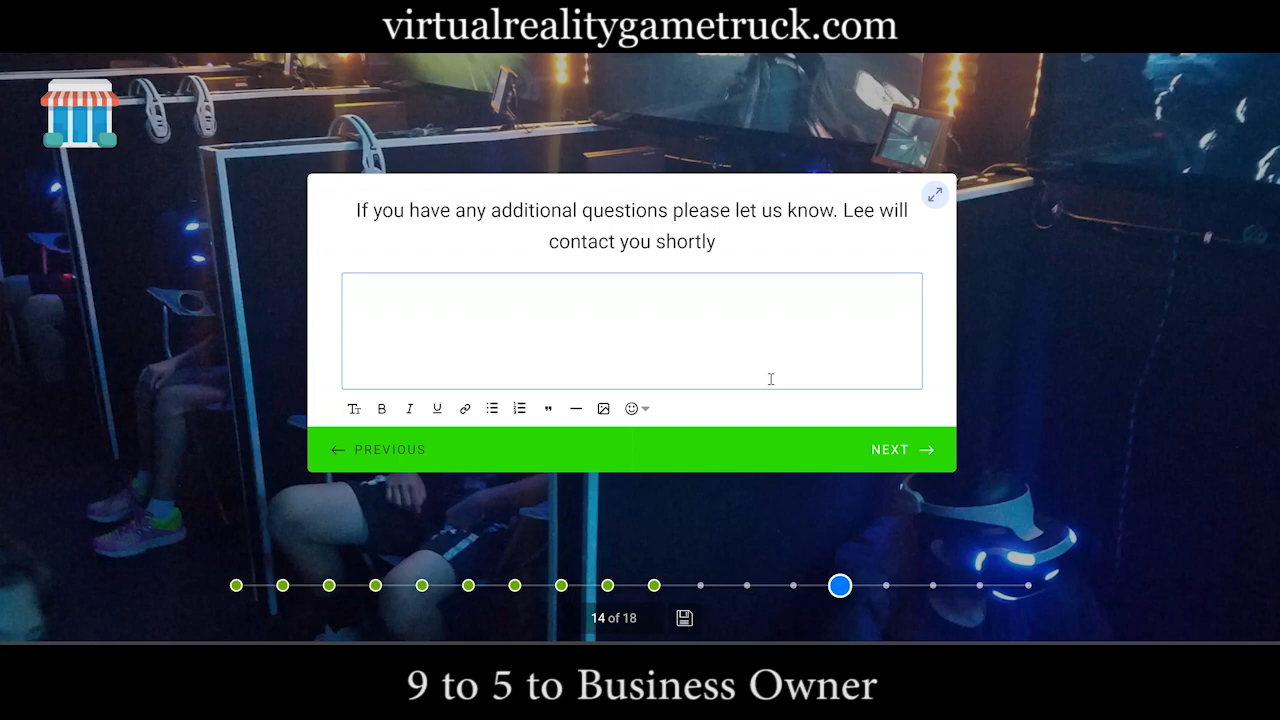 virtualrealitygametruck.com
If you have any additional questions please let us know. Lee will
contact you shortly
PREVIOUS
NEXT
14 of 18
9 to 5 to Business Owner